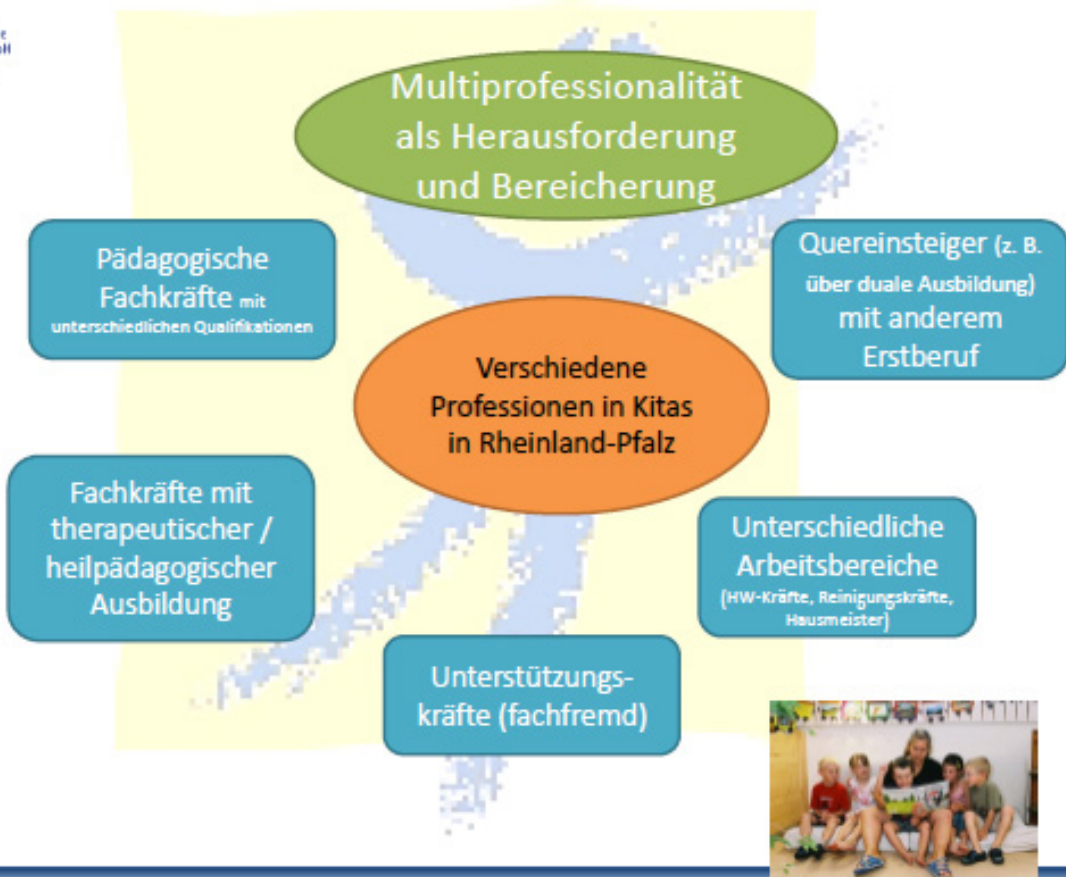 Multiprofessionalität
als Herausforderung
und Bereicherung
Pädagogische
Fachkräfte mit
unterschiedlichen Qualifikationen
Quereinsteiger (z. B.
über duale Ausbildung)
mit anderem
Erstberuf
Verschiedene
Professionen in Kitas
in Rheinland-Pfalz
Fachkräfte mit
therapeutischer /
heilpädagogischer
Ausbildung
Unterschiedliche
Arbeitsbereiche
(HW-Kräfte, Reinigungskräfte,
Hausmeister)
Unterstützungs-
kräfte (fachfremd)